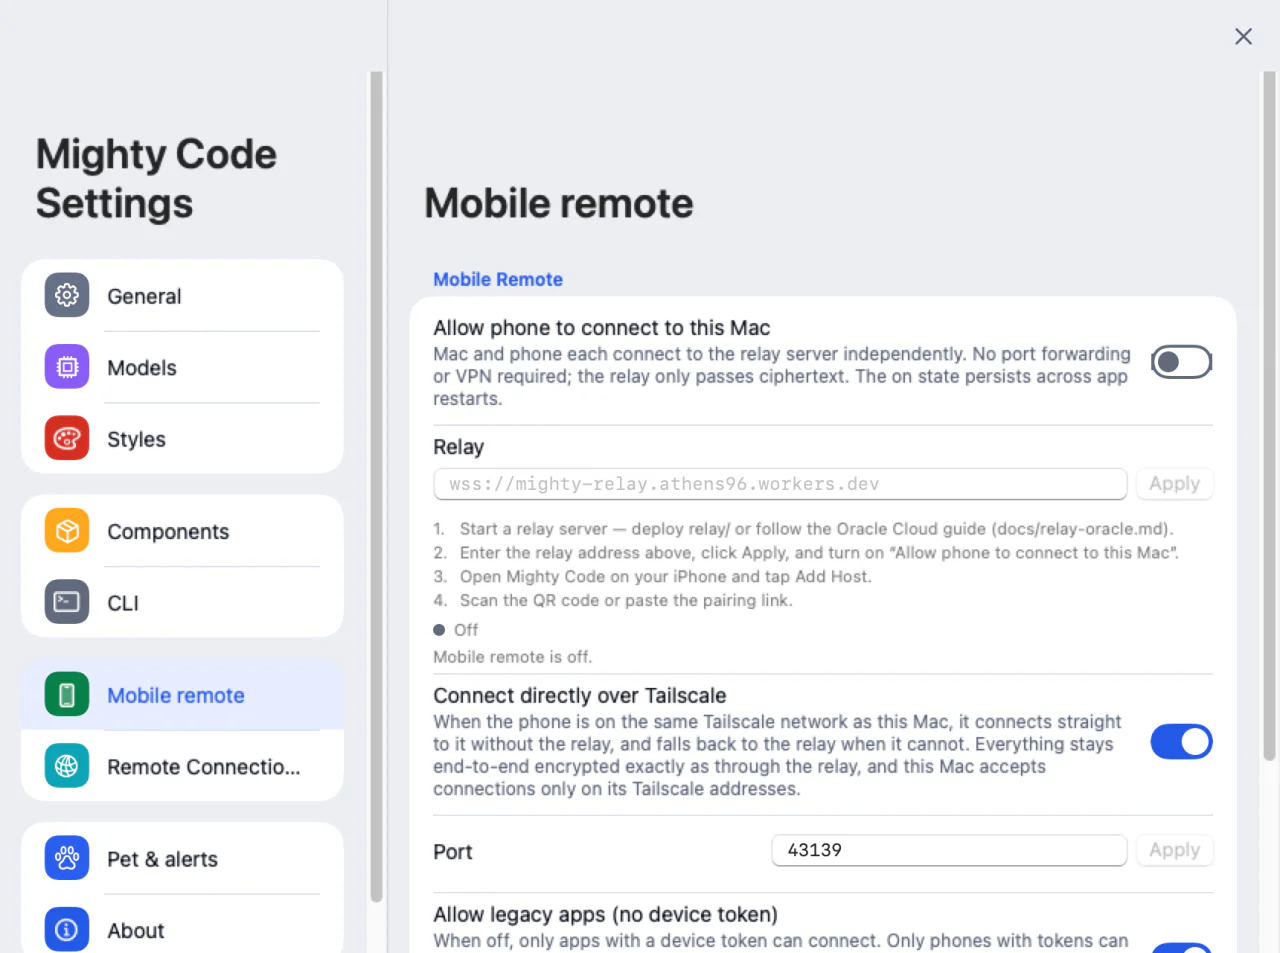 Mighty Code
Settings
General
Models
Styles
Components
CLI
Mobile remote
Remote Connectio...
Pet & alerts
About
Mobile remote
Mobile Remote
Allow phone to connect to this Mac
Mac and phone each connect to the relay server independently. No port forwarding
or VPN required; the relay only passes ciphertext. The on state persists across app
restarts.
Relay
wss://mighty-relay.athens96.workers.dev
Apply
1. Start a relay server — deploy relay/ or follow the Oracle Cloud guide (docs/relay-oracle.md).
2. Enter the relay address above, click Apply, and turn on “Allow phone to connect to this Mac”.
3. Open Mighty Code on your iPhone and tap Add Host.
4. Scan the QR code or paste the pairing link.
Off
Mobile remote is off.
Connect directly over Tailscale
When the phone is on the same Tailscale network as this Mac, it connects straight
to it without the relay, and falls back to the relay when it cannot. Everything stays
end-to-end encrypted exactly as through the relay, and this Mac accepts
connections only on its Tailscale addresses.
Port
43139
Apply
Allow legacy apps (no device token)
When off, only apps with a device token can connect. Only phones with tokens can